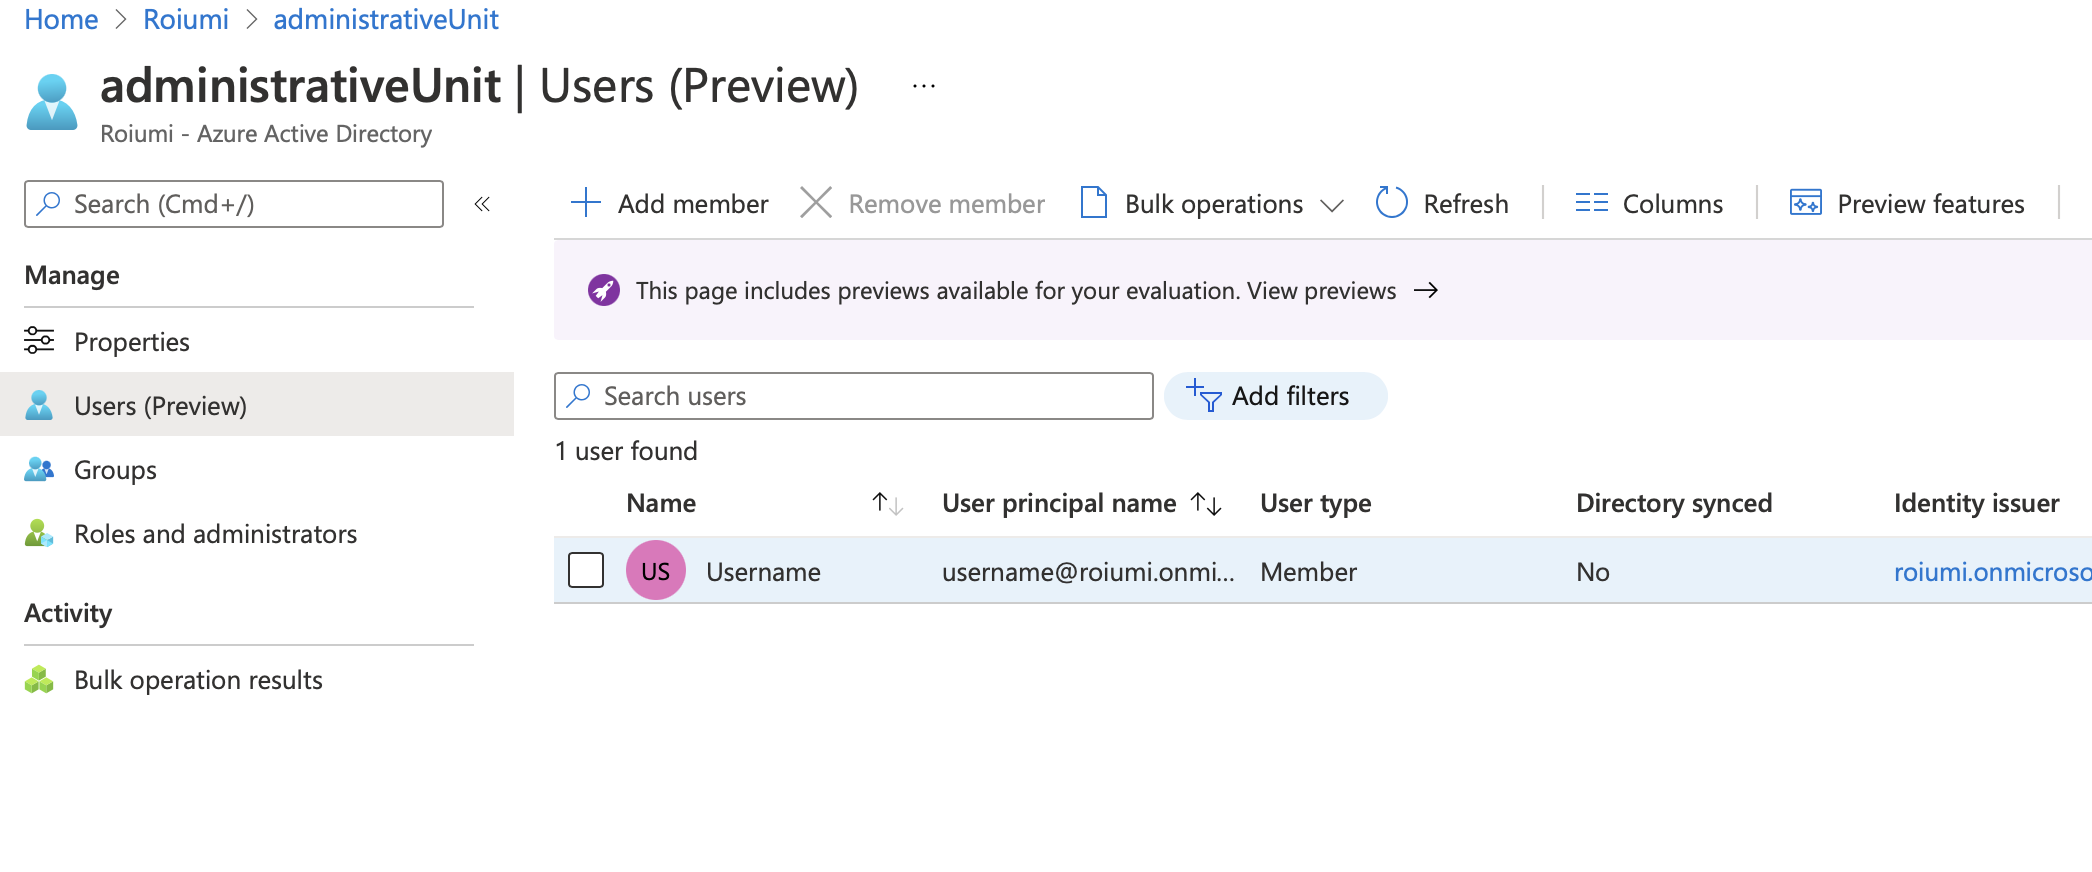 Home > Roiumi > administrativeUnit
administrativeUnit | Users (Preview) ...
Roiumi - Azure Active Directory
Search (Cmd+/)
Manage
Properties
Users (Preview)
Groups
Roles and administrators
Activity
Bulk operation results
Add member Remove member Bulk operations Refresh Columns Preview features
This page includes previews available for your evaluation. View previews →
Search users Add filters
1 user found
Name ↑↓ User principal name ↑↓ User type Directory synced Identity issuer
US Username username@roiumi.onmi... Member No roiumi.onmicroso